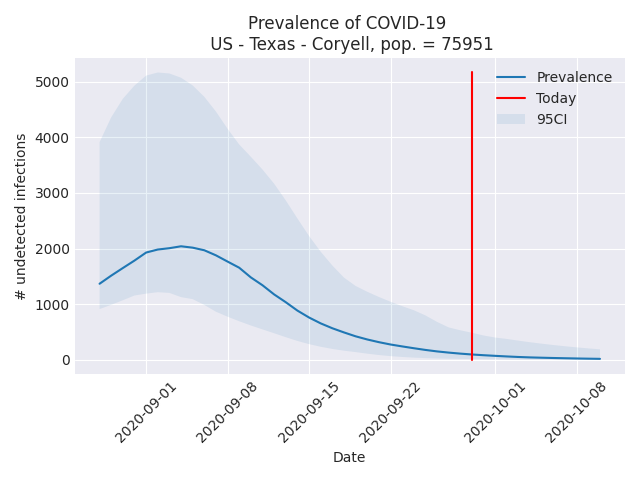 Prevalence of COVID-19
US - Texas - Coryell, pop. = 75951
Prevalence
Today
95CI
# undetected infections
5000
4000
3000
2000
1000
0
2020-09-01
2020-09-08
2020-09-15
2020-09-22
2020-10-01
2020-10-08
Date